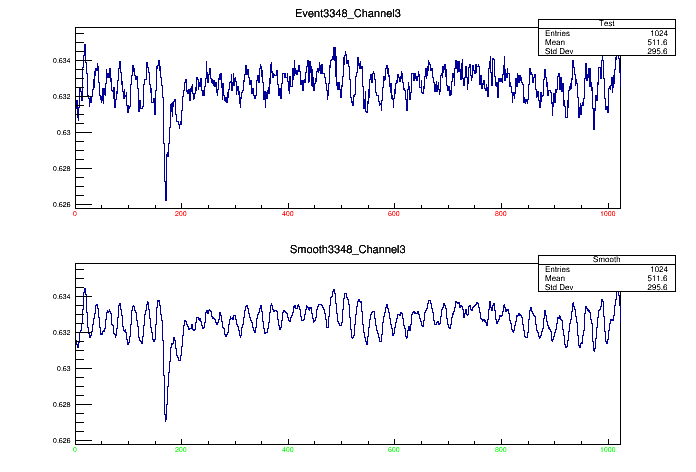 Event3348_Channel3
Test
Entries 1024
Mean 511.6
Std Dev 295.6
0.634
0.632
0.63
0.628
0.626
0 200 400 600 800 1000
Smooth3348_Channel3
Smooth
Entries 1024
Mean 511.6
Std Dev 295.6
0.634
0.632
0.63
0.628
0.626
0 200 400 600 800 1000